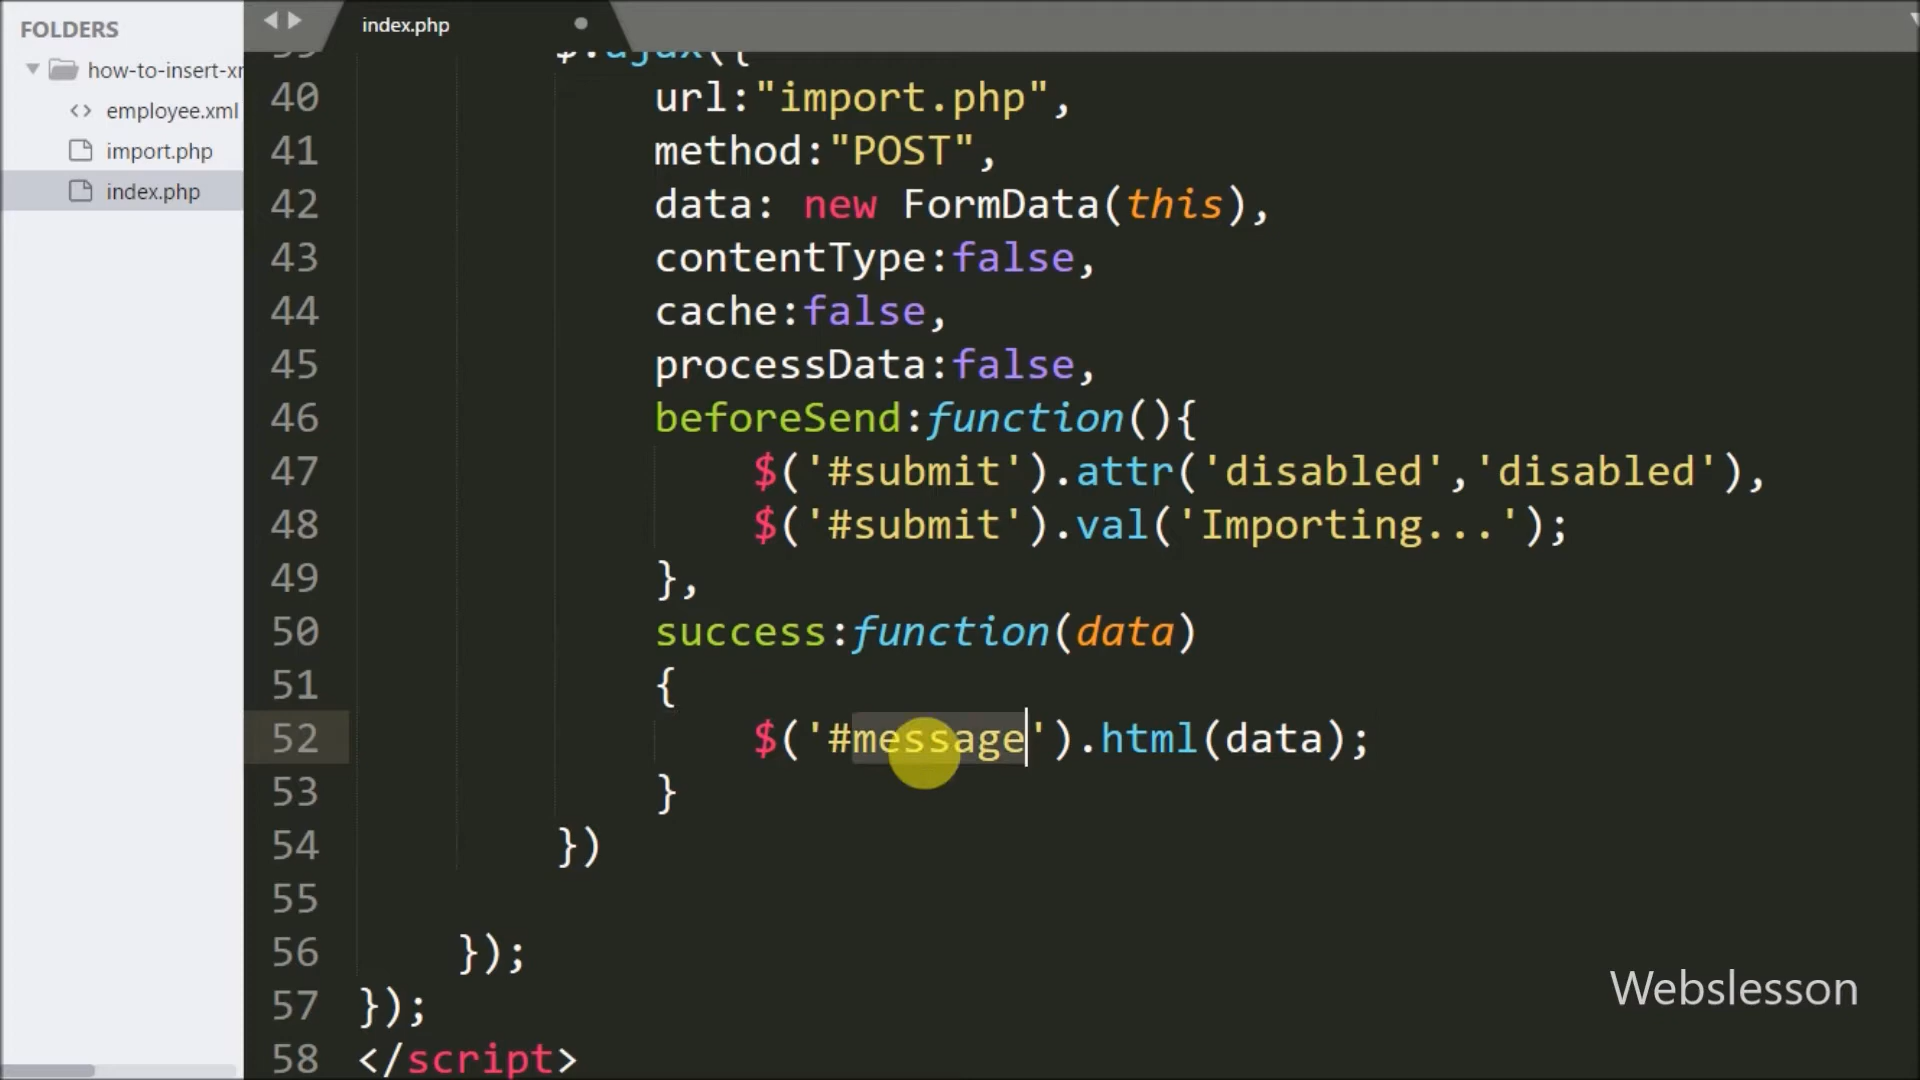 FOLDERS
how-to-insert-xm
employee.xml
import.php
index.php
index.php
39 $.ajax({
40 url:"import.php",
41 method:"POST",
42 data: new FormData(this),
43 contentType:false,
44 cache:false,
45 processData:false,
46 beforeSend:function(){
47 $('#submit').attr('disabled','disabled'),
48 $('#submit').val('Importing...');
49 },
50 success:function(data)
51 {
52 $('#message').html(data);
53 }
54 })
55
56 });
57 });
58 </script>
Webslesson